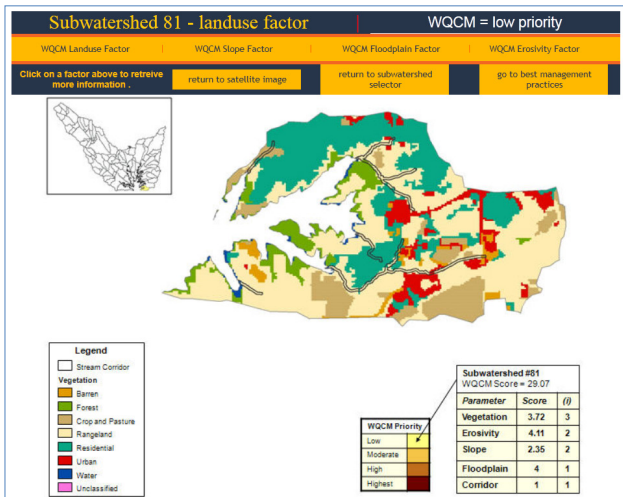 Subwatershed 81 - landuse factor
WQCM = low priority
WQCM Landuse Factor
WQCM Slope Factor
WQCM Floodplain Factor
WQCM Erosivity Factor
Click on a factor above to retreive
more information .
return to satellite image
return to subwatershed
selector
go to best management
practices
Legend
Stream Corridor
Vegetation
Barren
Forest
Crop and Pasture
Rangeland
Residential
Urban
Water
Unclassified
WQCM Priority
Low
Moderate
High
Highest
Subwatershed #81
WQCM Score = 29.07
Parameter Score (i)
Vegetation 3.72 3
Erosivity 4.11 2
Slope 2.35 2
Floodplain 4 1
Corridor 1 1